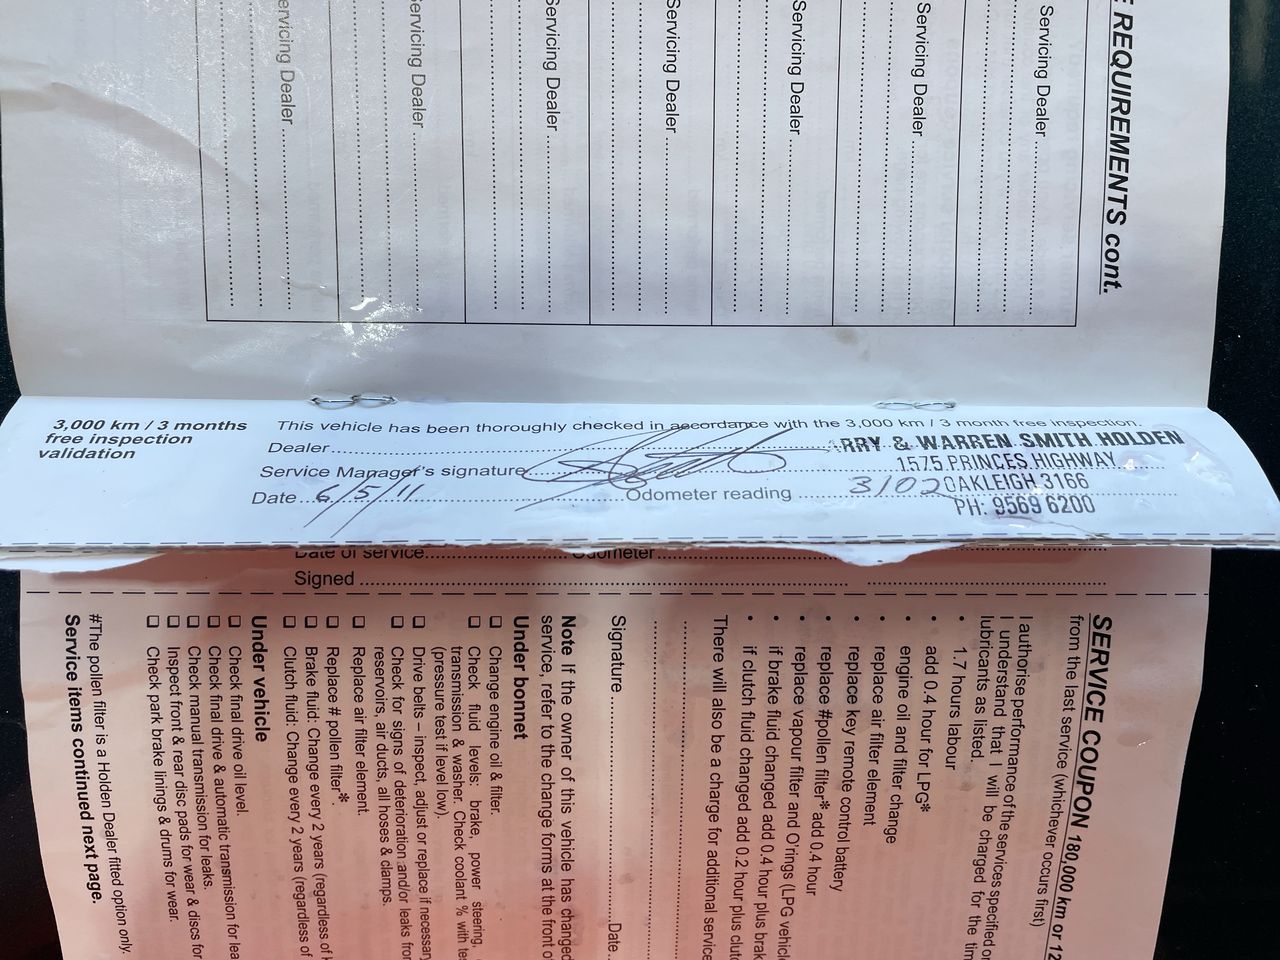 REQUIREMENTS cont.
Servicing Dealer
Servicing Dealer
Servicing Dealer
Servicing Dealer
Servicing Dealer
ervicing Dealer
ervicing Dealer
3,000 km / 3 months
free inspection
validation
This vehicle has been thoroughly checked in accordance with the 3,000 km / 3 month free inspection.
Dealer
RRY & WARREN SMITH HOLDEN
1575 PRINCES HIGHWAY
OAKLEIGH 3166
PH: 9569 6200
Service Manager's signature
Date 6/5/11 Odometer reading 3102
Date of service Odometer
Signed
SERVICE COUPON 180,000 km or 12
from the last service (whichever occurs first)
I authorise performance of the services specified or
I understand that I will be charged for the tim
lubricants as listed.
• 1.7 hours labour
• add 0.4 hour for LPG*
• engine oil and filter change
• replace air filter element
• replace key remote control battery
• replace #pollen filter* add 0.4 hour
• replace vapour filter and O'rings (LPG vehicl
• if brake fluid changed add 0.4 hour plus brak
• if clutch fluid changed add 0.2 hour plus clutc
There will also be a charge for additional service
Signature Date
Note If the owner of this vehicle has changed
service, refer to the change forms at the front o
Under bonnet
❏ Change engine oil & filter.
❏ Check fluid levels: brake, power steering,
transmission & washer. Check coolant % with te
(pressure test if level low).
❏ Drive belts – inspect, adjust or replace if necessar
❏ Check for signs of deterioration and/or leaks fro
reservoirs, air ducts, all hoses & clamps.
❏ Replace air filter element.
❏ Replace # pollen filter*.
❏ Brake fluid: Change every 2 years (regardless of k
❏ Clutch fluid: Change every 2 years (regardless of
Under vehicle
❏ Check final drive oil level.
❏ Check final drive & automatic transmission for lea
❏ Check manual transmission for leaks.
❏ Inspect front & rear disc pads for wear & discs for
❏ Check park brake linings & drums for wear.
#The pollen filter is a Holden Dealer fitted option only.
Service items continued next page.